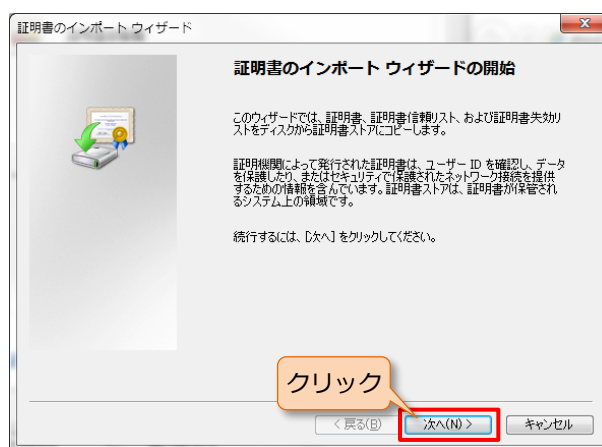 証明書のインポート ウィザード
証明書のインポート ウィザードの開始
このウィザードでは、証明書、証明書信頼リスト、および証明書失効リ
ストをディスクから証明書ストアにコピーします。
証明機関によって発行された証明書は、ユーザー ID を確認し、データ
を保護したり、またはセキュリティで保護されたネットワーク接続を提供
するための情報を含んでいます。証明書ストアは、証明書が保管され
るシステム上の領域です。
続行するには、[次へ] をクリックしてください。
クリック
< 戻る(B) 次へ(N) > キャンセル